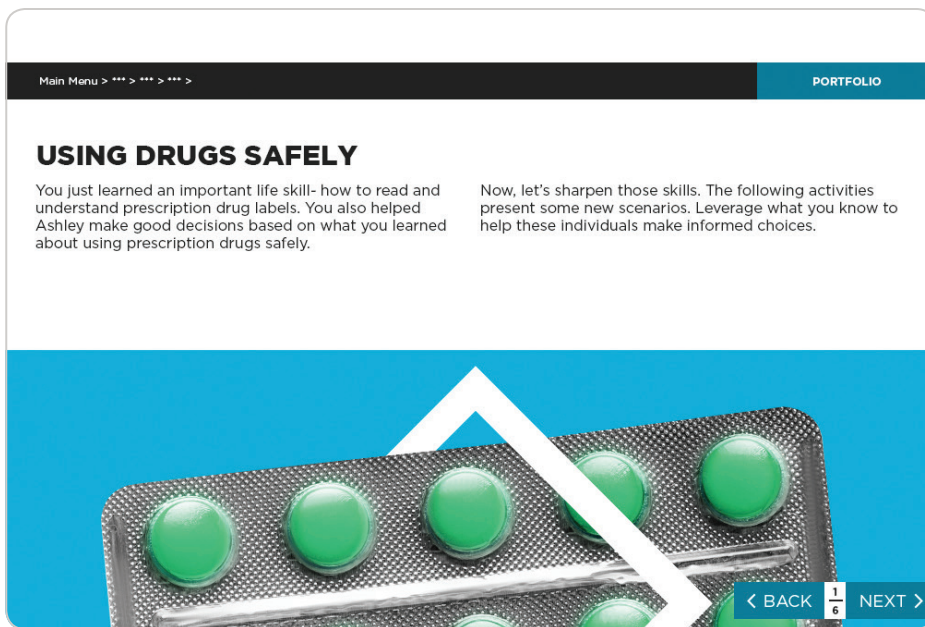 Main Menu > *** > *** > *** >
PORTFOLIO
USING DRUGS SAFELY
You just learned an important life skill- how to read and
understand prescription drug labels. You also helped
Ashley make good decisions based on what you learned
about using prescription drugs safely.
Now, let's sharpen those skills. The following activities
present some new scenarios. Leverage what you know to
help these individuals make informed choices.
< BACK
1
6
NEXT >